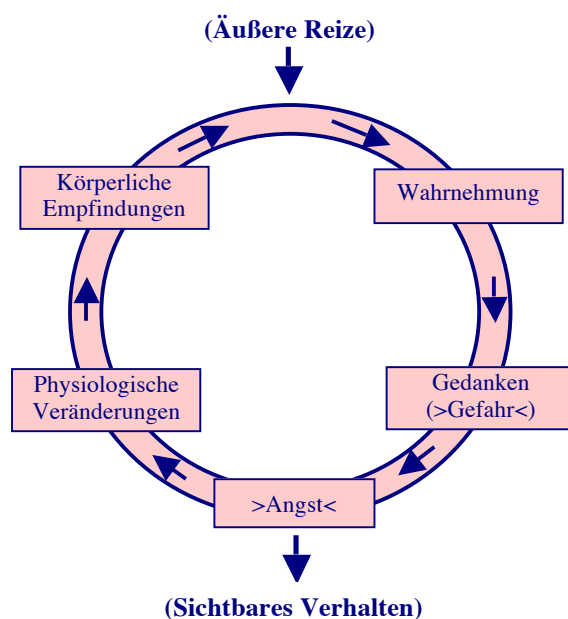 (Äußere Reize)
Körperliche
Empfindungen
Wahrnehmung
Physiologische
Veränderungen
Gedanken
(>Gefahr<)
>Angst<
(Sichtbares Verhalten)